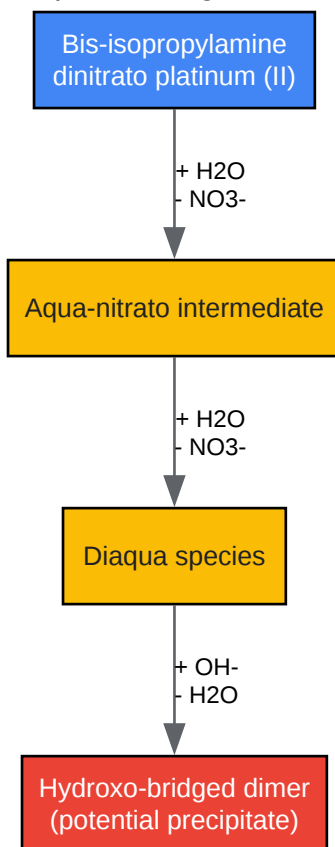 Bis-isopropylamine
dinitrato platinum (II)
+ H2O
- NO3-
Aqua-nitrato intermediate
+ H2O
- NO3-
Diaqua species
+ OH-
- H2O
Hydroxo-bridged dimer
(potential precipitate)